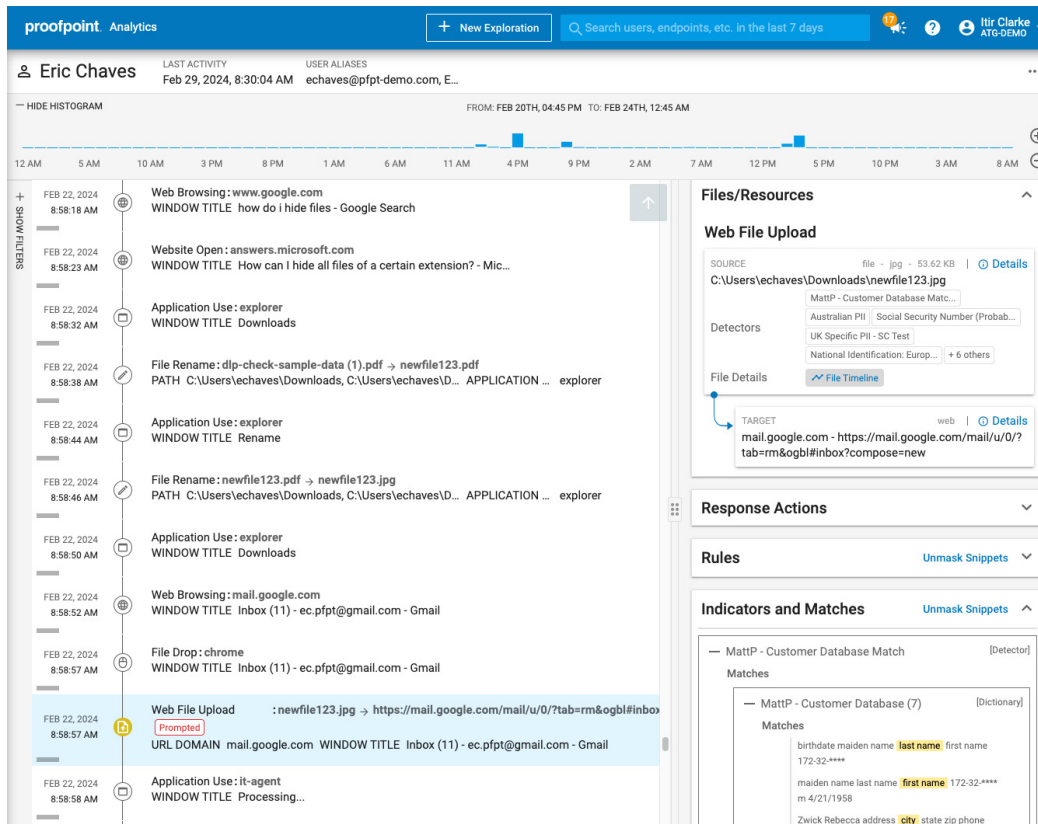 proofpoint. Analytics
+ New Exploration
Search users, endpoints, etc. in the last 7 days
17
Itir Clarke
ATG-DEMO
Eric Chaves
LAST ACTIVITY
Feb 29, 2024, 8:30:04 AM
USER ALIASES
echaves@pfpt-demo.com, E...
HIDE HISTOGRAM
FROM: FEB 20TH, 04:45 PM TO: FEB 24TH, 12:45 AM
12 AM 5 AM 10 AM 3 PM 8 PM 1 AM 6 AM 11 AM 4 PM 9 PM 2 AM 7 AM 12 PM 5 PM 10 PM 3 AM 8 AM
SHOW FILTERS
FEB 22, 2024
8:58:18 AM
Web Browsing: www.google.com
WINDOW TITLE how do i hide files - Google Search
FEB 22, 2024
8:58:23 AM
Website Open: answers.microsoft.com
WINDOW TITLE How can I hide all files of a certain extension? - Mic...
FEB 22, 2024
8:58:32 AM
Application Use: explorer
WINDOW TITLE Downloads
FEB 22, 2024
8:58:38 AM
File Rename: dlp-check-sample-data (1).pdf → newfile123.pdf
PATH C:\Users\echaves\Downloads, C:\Users\echaves\D... APPLICATION ... explorer
FEB 22, 2024
8:58:44 AM
Application Use: Explorer
WINDOW TITLE Rename
FEB 22, 2024
8:58:46 AM
File Rename: newfile123.pdf → newfile123.jpg
PATH C:\Users\echaves\Downloads, C:\Users\echaves\D... APPLICATION ... explorer
FEB 22, 2024
8:58:50 AM
Application Use: explorer
WINDOW TITLE Downloads
FEB 22, 2024
8:58:52 AM
Web Browsing: mail.google.com
WINDOW TITLE Inbox (11) - ec.pfpt@gmail.com - Gmail
FEB 22, 2024
8:58:57 AM
File Drop: chrome
WINDOW TITLE Inbox (11) - ec.pfpt@gmail.com - Gmail
FEB 22, 2024
8:58:57 AM
Web File Upload : newfile123.jpg → https://mail.google.com/mail/u/0/?tab=rm&ogbl#inbox
Prompted
URL DOMAIN mail.google.com WINDOW TITLE Inbox (11) - ec.pfpt@gmail.com - Gmail
FEB 22, 2024
8:58:58 AM
Application Use: it-agent
WINDOW TITLE Processing...
Files/Resources
Web File Upload
SOURCE file - jpg - 53.62 KB | Details
C:\Users\echaves\Downloads\newfile123.jpg
Detectors
MattP - Customer Database Matc...
Australian PII Social Security Number (Probab...
UK Specific PII - SC Test
National Identification: Europ... + 6 others
File Details File Timeline
TARGET web | Details
mail.google.com - https://mail.google.com/mail/u/0/?
tab=rm&ogbl#inbox?compose=new
Response Actions
Rules Unmask Snippets
Indicators and Matches Unmask Snippets
MattP - Customer Database Match [Detector]
Matches
MattP - Customer Database (7) [Dictionary]
Matches
birthdate maiden name last name first name
172-32-****
maiden name last name first name 172-32-****
m 4/21/1958
Zwick Rebecca address city state zip phone